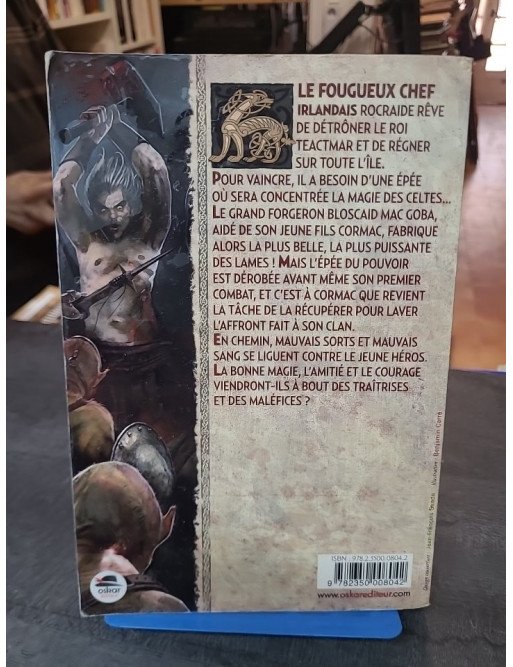 LE FOUGUEUX CHEF
IRLANDAIS ROCRAIDE RÊVE
DE DÉTRÔNER LE ROI
TEACTMAR ET DE RÉGNER
SUR TOUTE L'ÎLE.
POUR VAINCRE, IL A BESOIN D'UNE ÉPÉE
OÙ SERA CONCENTRÉE LA MAGIE DES CELTES...
LE GRAND FORGERON BLOSCAID MAC GOBA,
AIDÉ DE SON JEUNE FILS CORMAC, FABRIQUE
ALORS LA PLUS BELLE, LA PLUS PUISSANTE
DES LAMES ! MAIS L'ÉPÉE DU POUVOIR
EST DÉROBÉE AVANT MÊME SON PREMIER
COMBAT, ET C'EST À CORMAC QUE REVIENT
LA TÂCHE DE LA RÉCUPÉRER POUR LAVER
L'AFFRONT FAIT À SON CLAN.
EN CHEMIN, MAUVAIS SORTS ET MAUVAIS
SANG SE LIGUENT CONTRE LE JEUNE HÉROS.
LA BONNE MAGIE, L'AMITIÉ ET LE COURAGE
VIENDRONT-ILS À BOUT DES TRAÎTRISES
ET DES MALÉFICES ?
Benjamin Carré
ISBN 978.2.3500.0804.2
9 782350 008042
www.oskarediteur.com
oskar